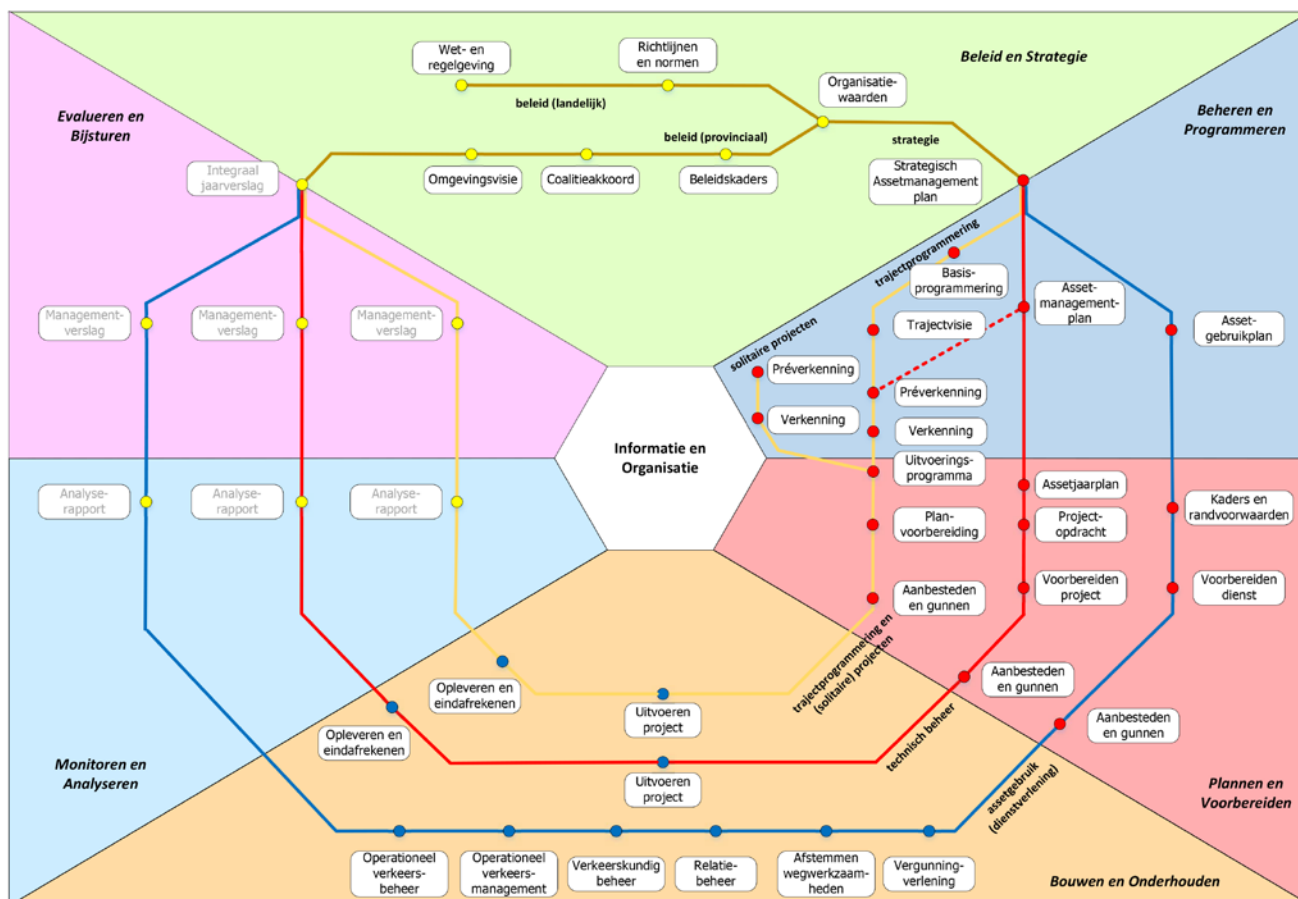 Beleid en Strategie
Wet- en
regelgeving
Richtlijnen
en normen
Organisatie-
waarden
beleid (landelijk)
beleid (provinciaal)
strategie
Omgevingsvisie
Coalitieakkoord
Beleidskaders
Strategisch
Assetmanagement
plan
Evalueren en
Bijsturen
Integraal
jaarverslag
Management-
verslag
Management-
verslag
Management-
verslag
Beheren en
Programmeren
trajectprogrammering
Basis-
programmering
Asset-
management-
plan
Trajectvisie
Asset-
gebruikplan
solitaire projecten
Préverkenning
Préverkenning
Verkenning
Verkenning
Informatie en
Organisatie
Uitvoerings-
programma
Assetjaarplan
Kaders en
randvoorwaarden
Plan-
voorbereiding
Project-
opdracht
Aanbesteden
en gunnen
Voorbereiden
project
Voorbereiden
dienst
Aanbesteden
en gunnen
Aanbesteden
en gunnen
Plannen en
Voorbereiden
Analyse-
rapport
Analyse-
rapport
Analyse-
rapport
Monitoren en
Analyseren
trajectprogrammering en
(solitaire) projecten
technisch beheer
assetgebruik
(dienstverlening)
Opleveren en
eindafrekenen
Uitvoeren
project
Opleveren en
eindafrekenen
Uitvoeren
project
Operationeel
verkeers-
beheer
Operationeel
verkeers-
management
Verkeerskundig
beheer
Relatie-
beheer
Afstemmen
wegwerkzaam-
heden
Vergunning-
verlening
Bouwen en Onderhouden